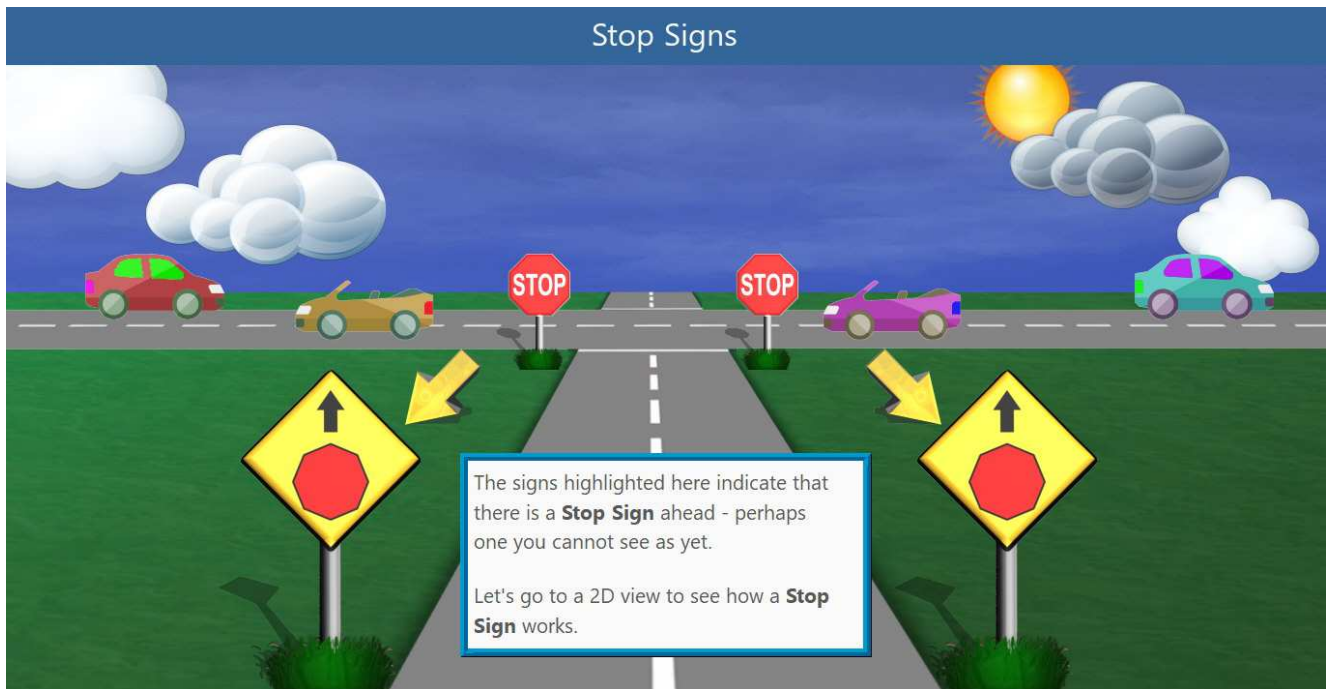 Stop Signs
STOP STOP
The signs highlighted here indicate that
there is a Stop Sign ahead - perhaps
one you cannot see as yet.
Let's go to a 2D view to see how a Stop
Sign works.